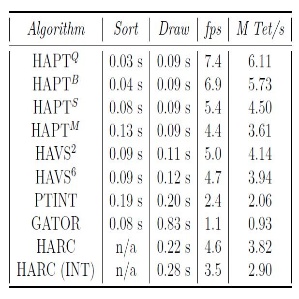 Algorithm Sort Draw fps M Tet/s
HAPT^Q 0.03 s 0.09 s 7.4 6.11
HAPT^B 0.04 s 0.09 s 6.9 5.73
HAPT^S 0.08 s 0.09 s 5.4 4.50
HAPT^M 0.13 s 0.09 s 4.4 3.61
HAVS^2 0.09 s 0.11 s 5.0 4.14
HAVS^6 0.09 s 0.12 s 4.7 3.94
PTINT 0.19 s 0.20 s 2.4 2.06
GATOR 0.08 s 0.83 s 1.1 0.93
HARC n/a 0.22 s 4.6 3.82
HARC (INT) n/a 0.28 s 3.5 2.90